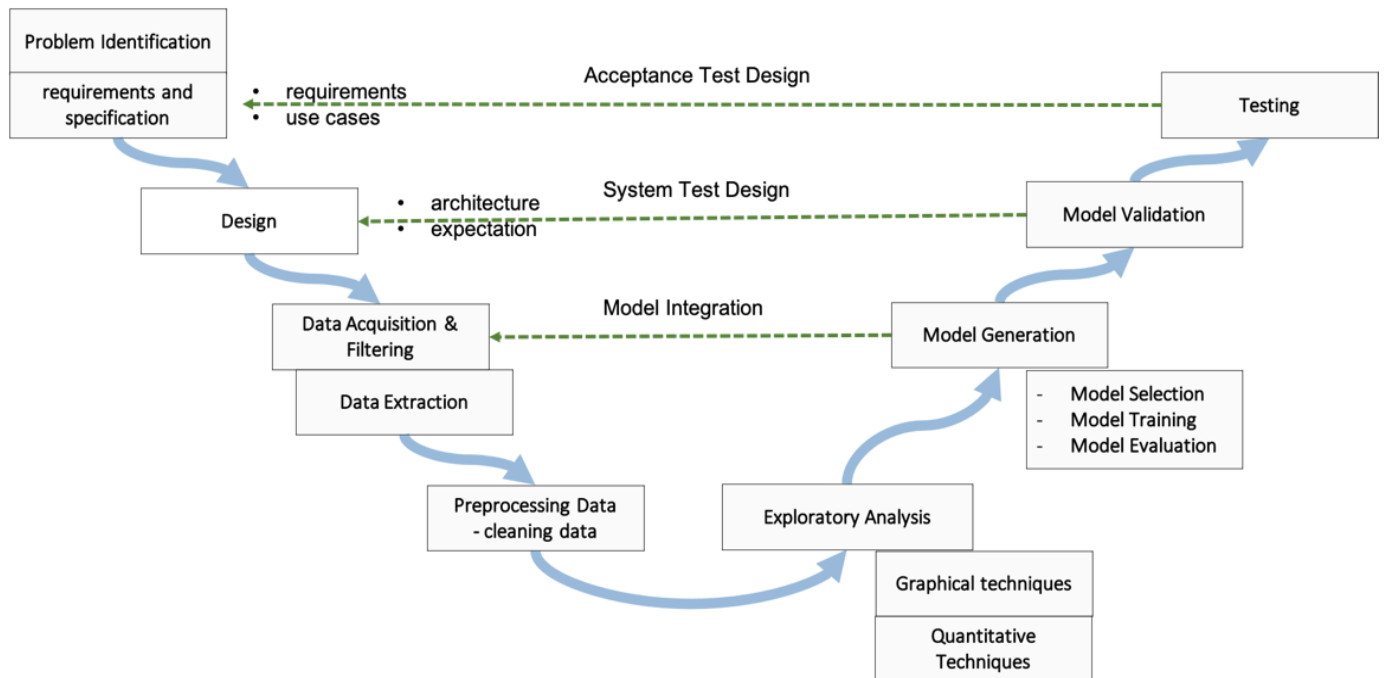 Problem Identification
requirements and
specification
Acceptance Test Design
• requirements
• use cases
Testing
Design
System Test Design
• architecture
• expectation
Model Validation
Data Acquisition &
Filtering
Data Extraction
Model Integration
Model Generation
- Model Selection
- Model Training
- Model Evaluation
Preprocessing Data
- cleaning data
Exploratory Analysis
Graphical techniques
Quantitative
Techniques